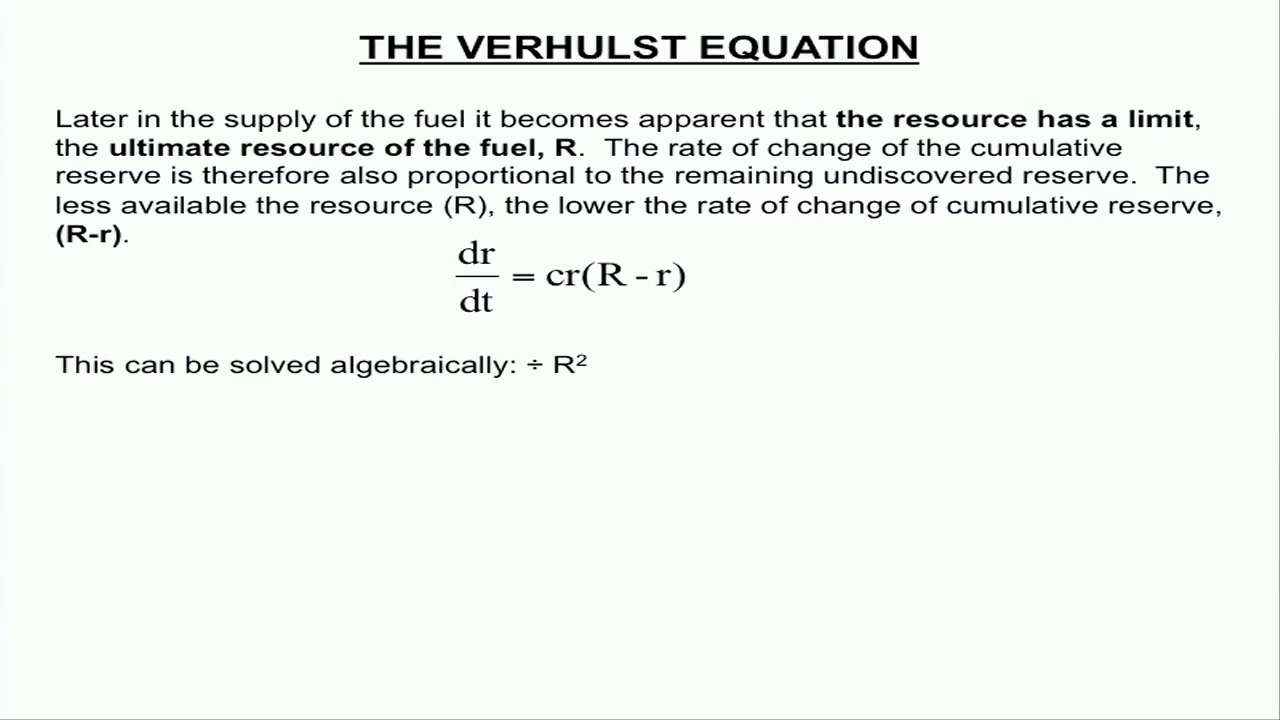 THE VERHULST EQUATION
Later in the supply of the fuel it becomes apparent that the resource has a limit,
the ultimate resource of the fuel, R.  The rate of change of the cumulative
reserve is therefore also proportional to the remaining undiscovered reserve.  The
less available the resource (R), the lower the rate of change of cumulative reserve,
(R-r).
dr/dt = cr(R - r)
This can be solved algebraically: ÷ R²